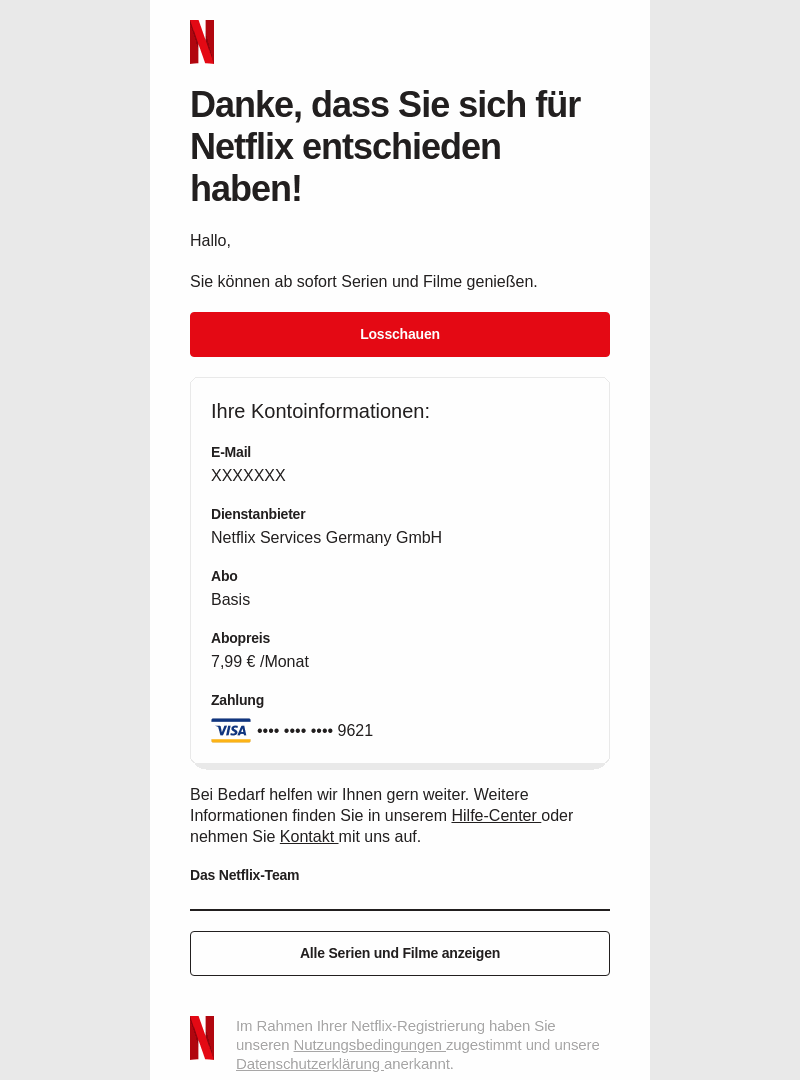 Danke, dass Sie sich für
Netflix entschieden
haben!
Hallo,
Sie können ab sofort Serien und Filme genießen.
Losschauen
Ihre Kontoinformationen:
E-Mail
XXXXXXX
Dienstanbieter
Netflix Services Germany GmbH
Abo
Basis
Abopreis
7,99 € /Monat
Zahlung
VISA •••• •••• •••• 9621
Bei Bedarf helfen wir Ihnen gern weiter. Weitere
Informationen finden Sie in unserem Hilfe-Center oder
nehmen Sie Kontakt mit uns auf.
Das Netflix-Team
Alle Serien und Filme anzeigen
Im Rahmen Ihrer Netflix-Registrierung haben Sie
unseren Nutzungsbedingungen zugestimmt und unsere
Datenschutzerklärung anerkannt.